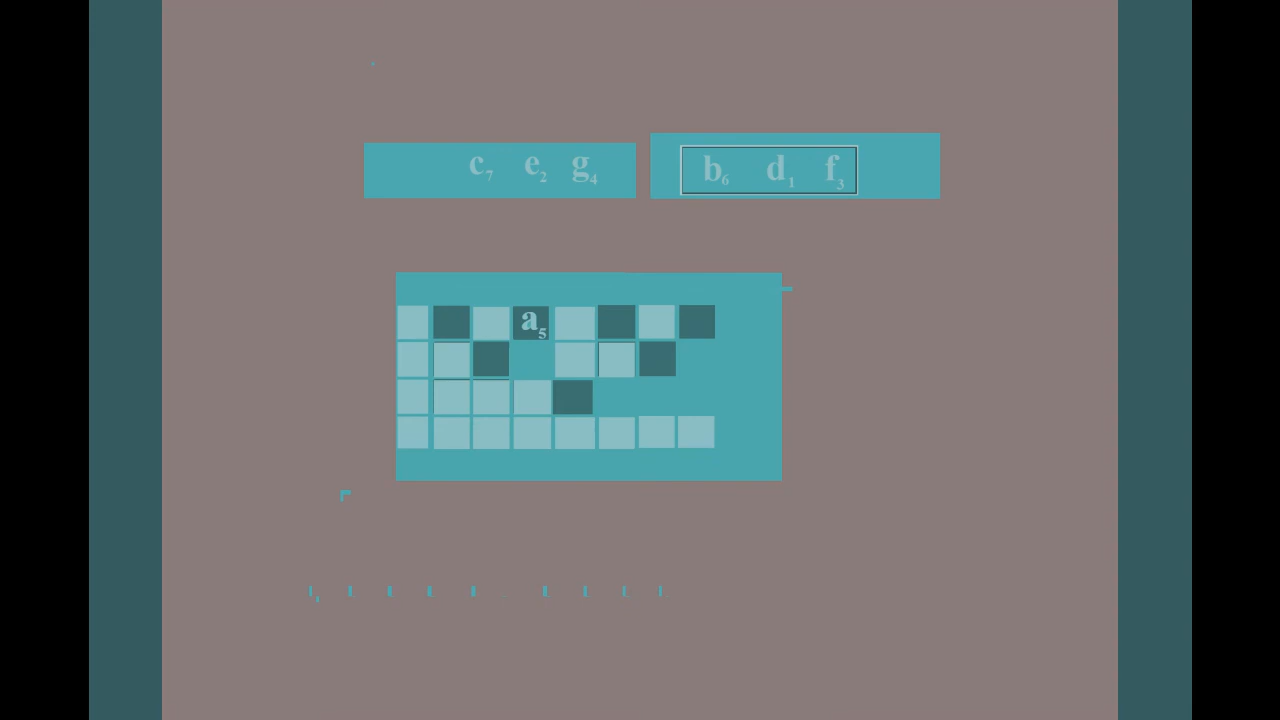 c₇ e₂ g₄
b₆ d₁ f₃
a₅